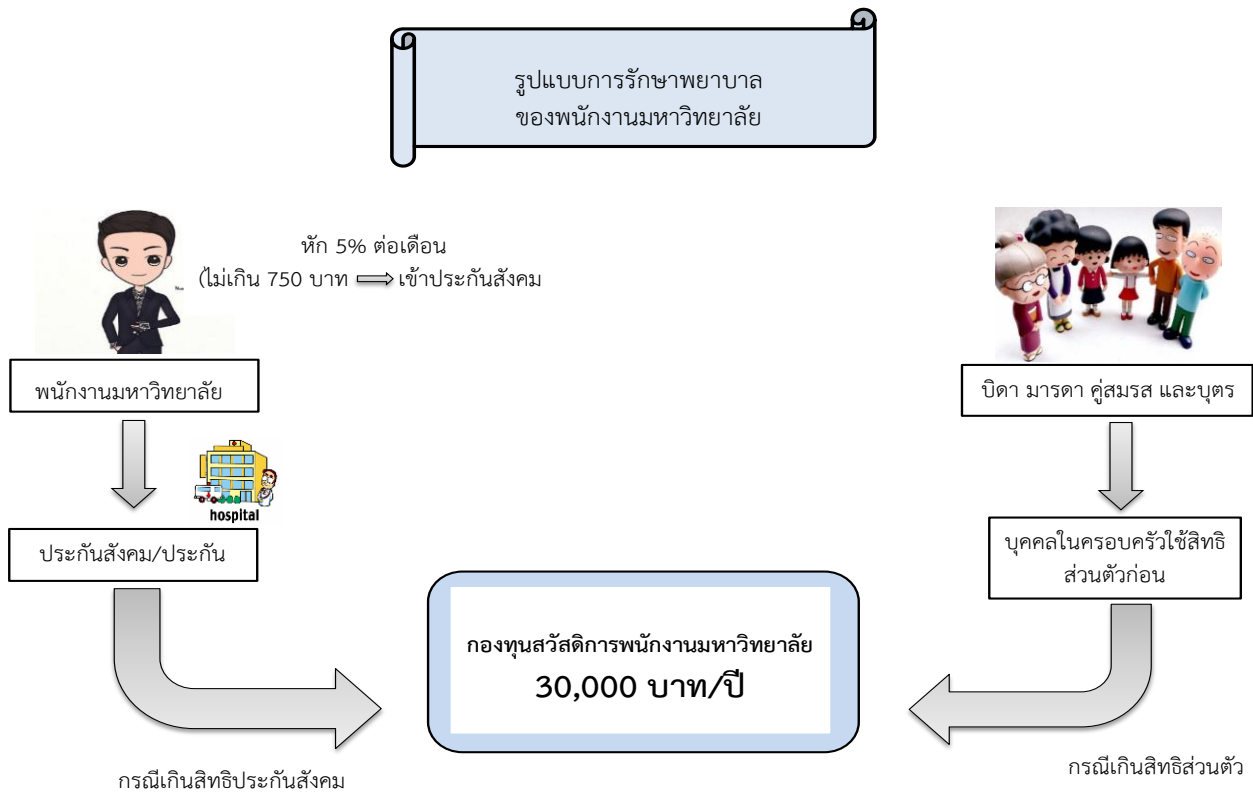 รูปแบบการรักษาพยาบาล
ของพนักงานมหาวิทยาลัย
หัก 5% ต่อเดือน
(ไม่เกิน 750 บาท ⇒ เข้าประกันสังคม
พนักงานมหาวิทยาลัย
บิดา มารดา คู่สมรส และบุตร
hospital
ประกันสังคม/ประกัน
บุคคลในครอบครัวใช้สิทธิ
ส่วนตัวก่อน
กองทุนสวัสดิการพนักงานมหาวิทยาลัย
30,000 บาท/ปี
กรณีเกินสิทธิประกันสังคม
กรณีเกินสิทธิส่วนตัว